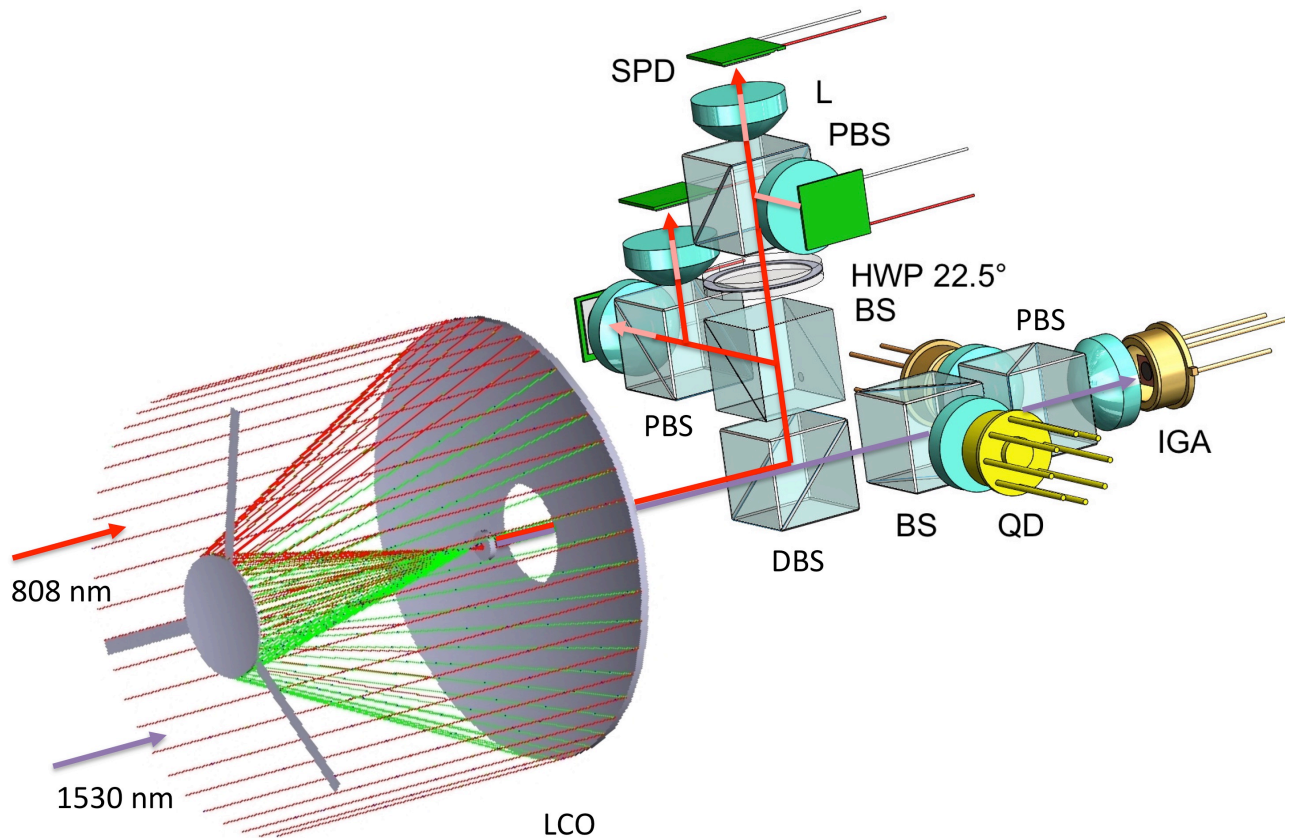 SPD
L
PBS
HWP 22.5°
BS
PBS
PBS
IGA
BS
QD
DBS
808 nm
1530 nm
LCO